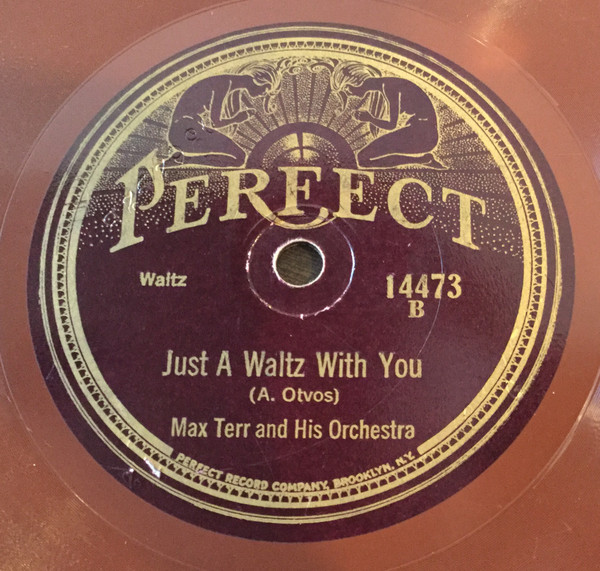 PERFECT
Waltz
14473
B
Just A Waltz With You
(A. Otvos)
Max Terr and His Orchestra
PERFECT RECORD COMPANY, BROOKLYN, N.Y.